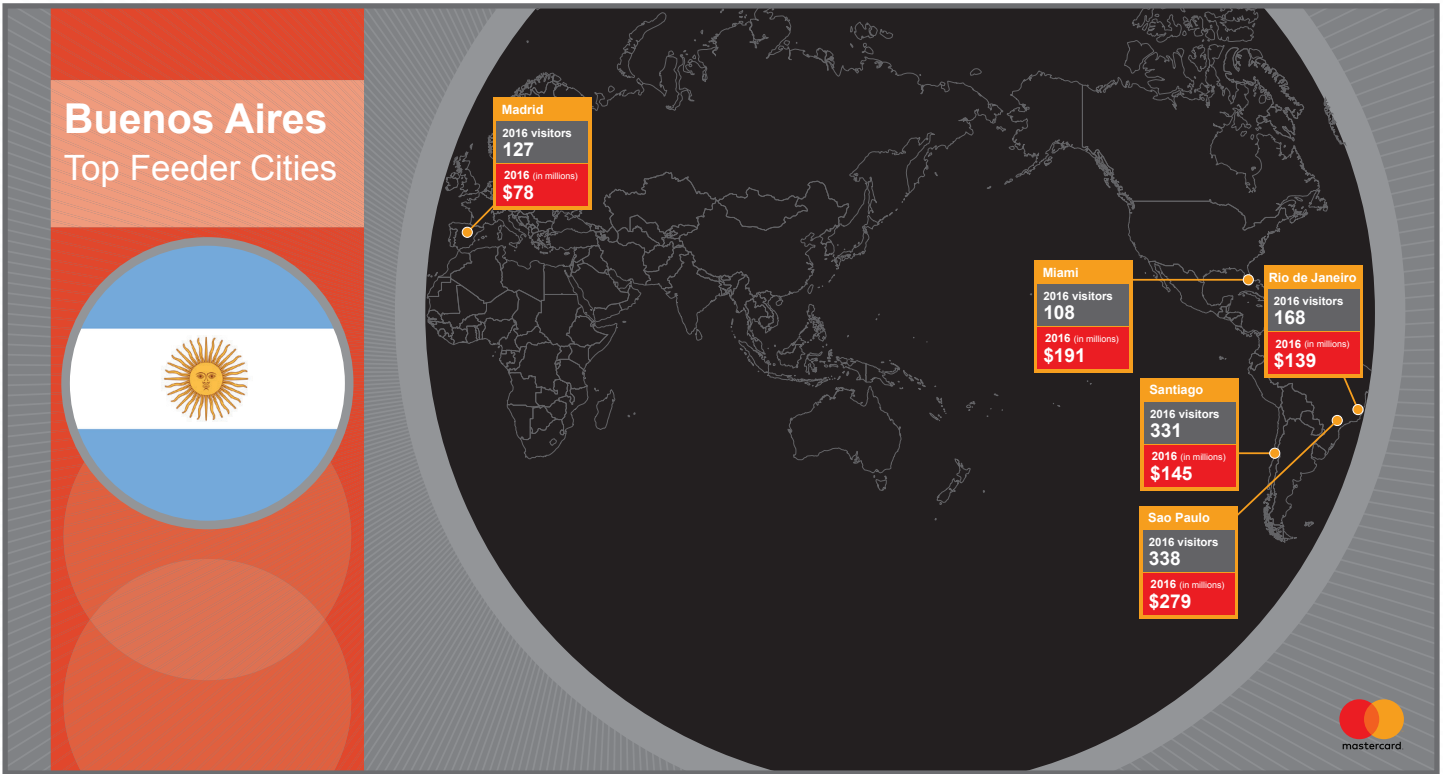 Buenos Aires
Top Feeder Cities
Madrid
2016 visitors
127
2016 (in millions)
$78
Miami
2016 visitors
108
2016 (in millions)
$191
Rio de Janeiro
2016 visitors
168
2016 (in millions)
$139
Santiago
2016 visitors
331
2016 (in millions)
$145
Sao Paulo
2016 visitors
338
2016 (in millions)
$279
mastercard